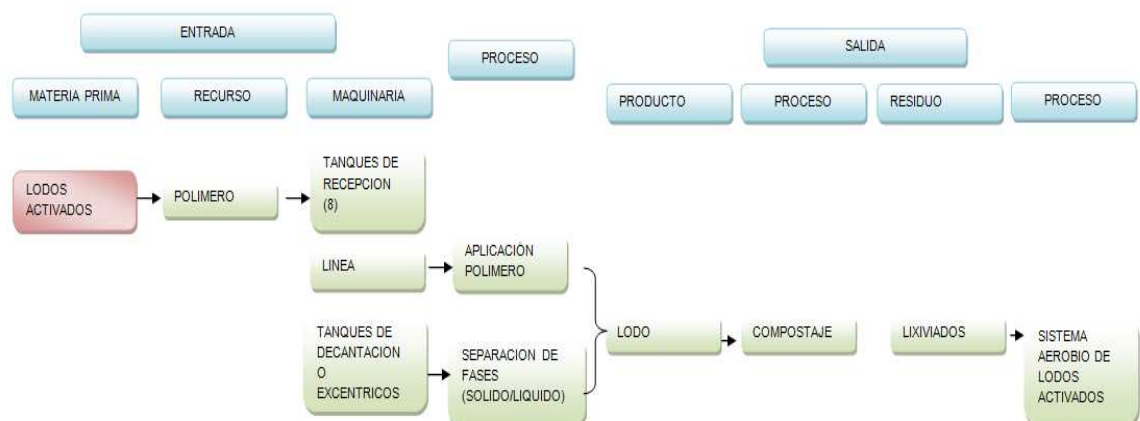 ENTRADA
PROCESO
SALIDA
MATERIA PRIMA
RECURSO
MAQUINARIA
PRODUCTO
PROCESO
RESIDUO
PROCESO
LODOS
ACTIVADOS
POLIMERO
TANQUES DE
RECEPCION
(8)
LINEA
APLICACIÓN
POLIMERO
TANQUES DE
DECANTACION
O
EXCENTRICOS
SEPARACION DE
FASES
(SOLIDO/LIQUIDO)
LODO
COMPOSTAJE
LIXIVIADOS
SISTEMA
AEROBIO DE
LODOS
ACTIVADOS